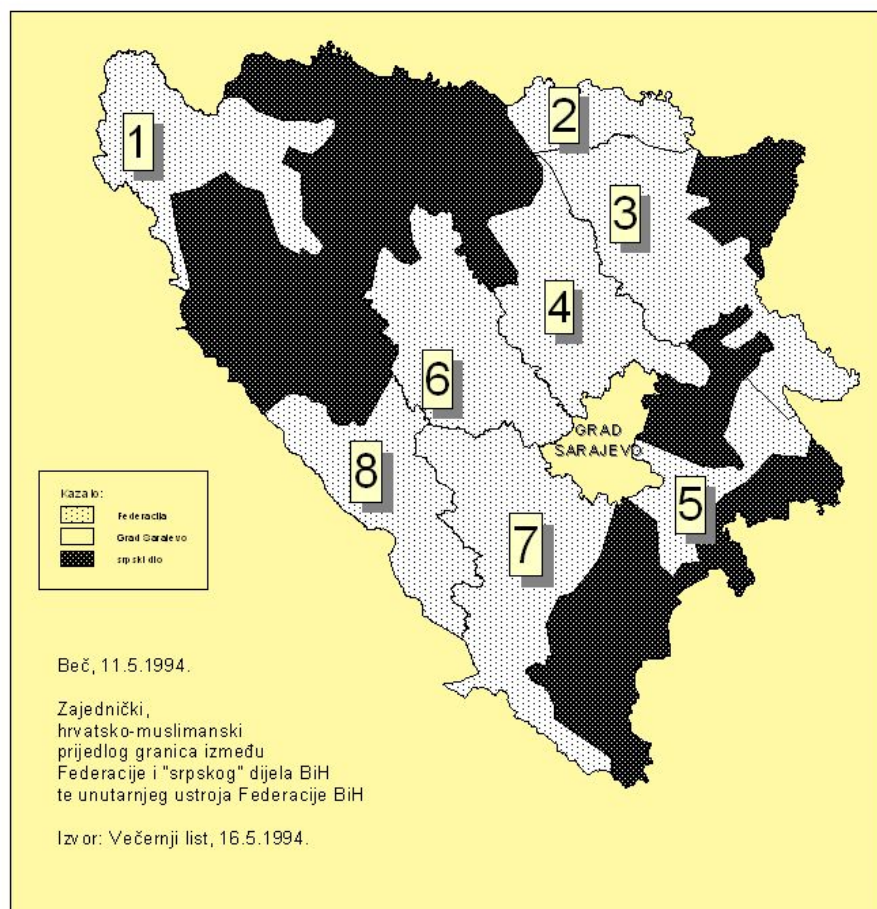 1
2
3
4
6
GRAD
SARAJEVO
8
5
7
Kazalo:
Federacija
Grad Sarajevo
srpski dio
Beč, 11.5.1994.
Zajednički,
hrvatsko-muslimanski
prijedlog granica između
Federacije i "srpskog" dijela BiH
te unutarnjeg ustroja Federacije BiH
Izvor: Večernji list, 16.5.1994.